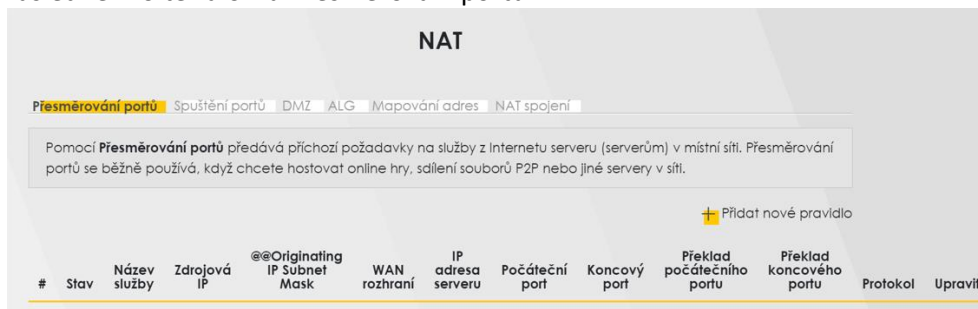 NAT
Přesměrování portů Spuštění portů DMZ ALG Mapování adres NAT spojení
Pomocí Přesměrování portů předává příchozí požadavky na služby z Internetu serveru (serverům) v místní síti. Přesměrování
portů se běžně používá, když chcete hostovat online hry, sdílení souborů P2P nebo jiné servery v síti.
Přidat nové pravidlo
# Stav Název služby Zdrojová IP @@Originating IP Subnet Mask WAN rozhraní IP adresa serveru Počáteční port Koncový port Překlad počátečního portu Překlad koncového portu Protokol Upravit